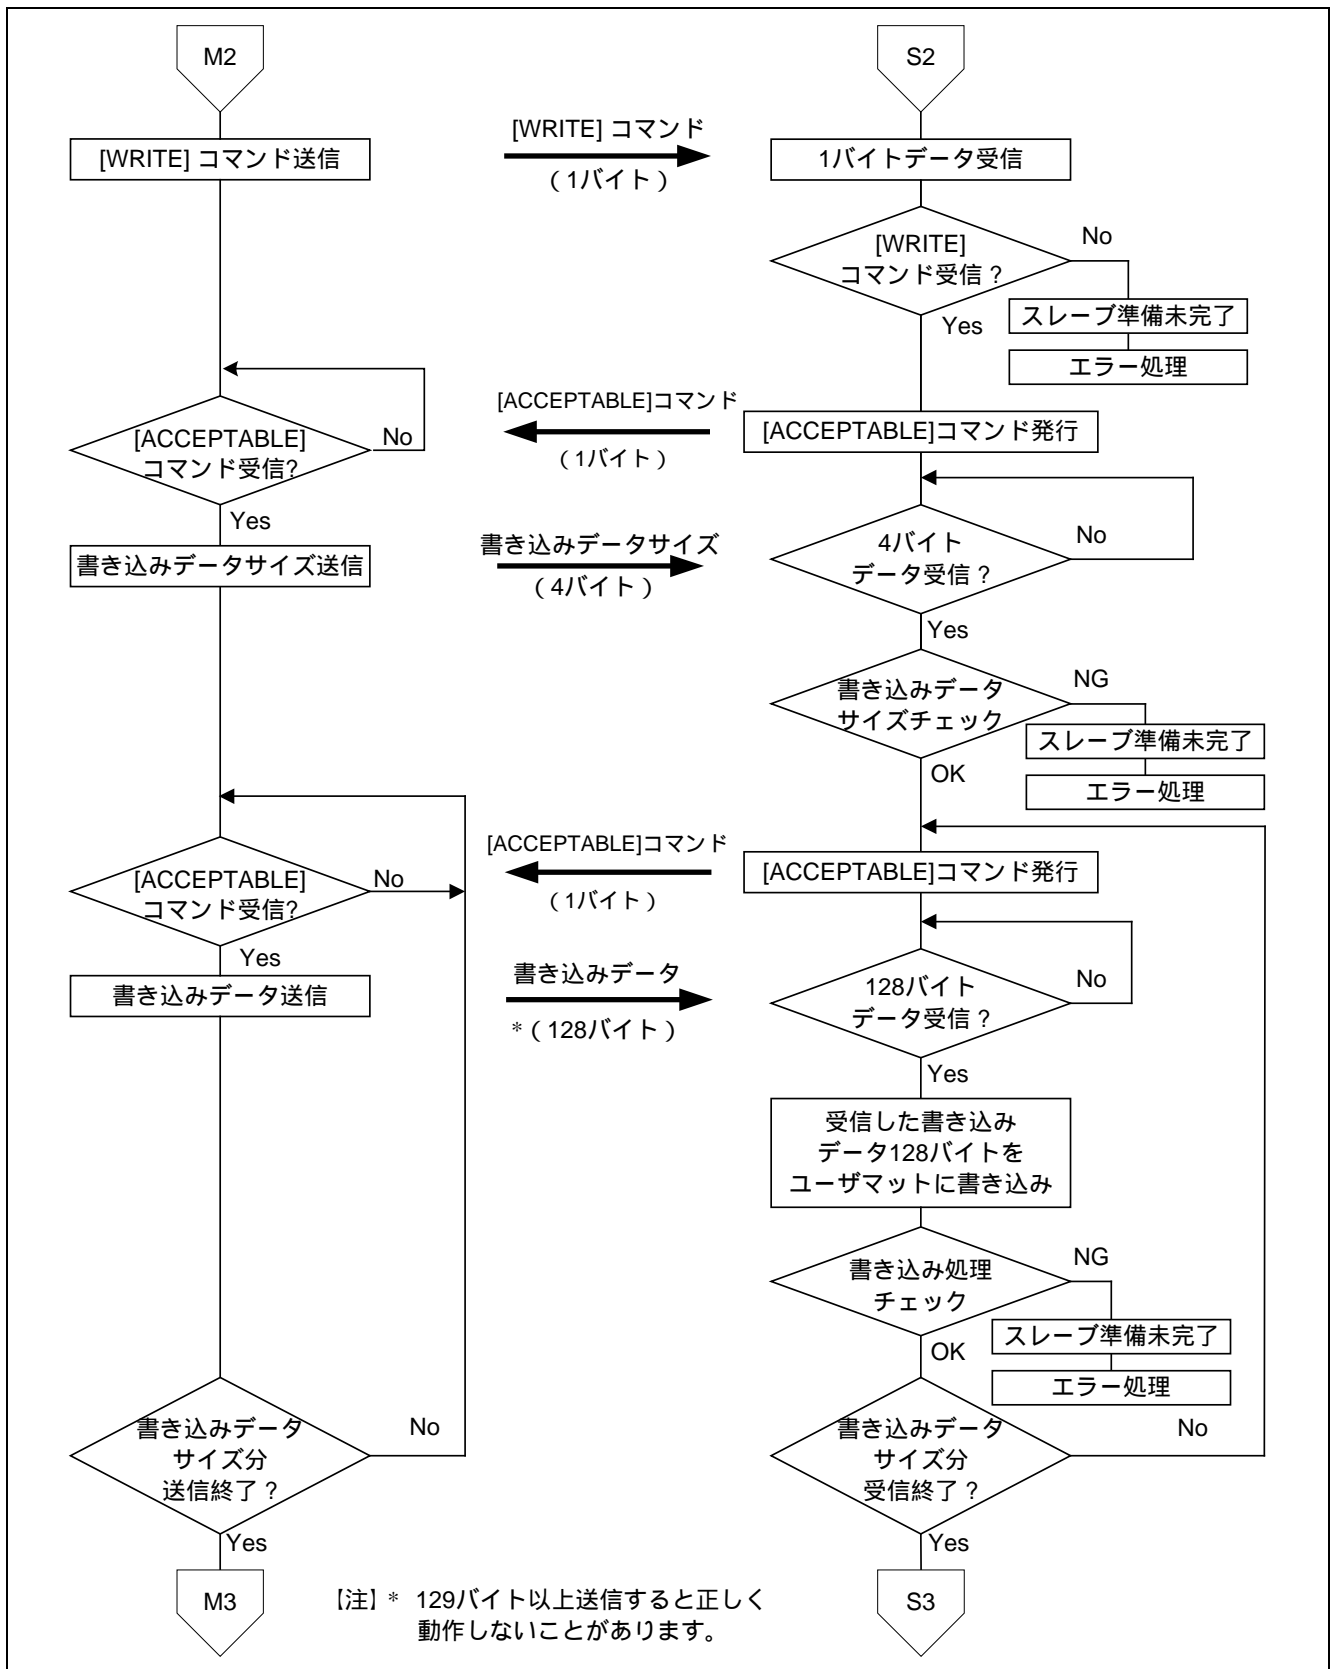 M2
S2
[WRITE] コマンド送信
[WRITE] コマンド
（1バイト）
1バイトデータ受信
[WRITE]
コマンド受信？
No
Yes
スレーブ準備未完了
エラー処理
[ACCEPTABLE]
コマンド受信?
No
Yes
[ACCEPTABLE]コマンド
（1バイト）
[ACCEPTABLE]コマンド発行
書き込みデータサイズ送信
書き込みデータサイズ
（4バイト）
4バイト
データ受信？
No
Yes
書き込みデータ
サイズチェック
NG
OK
スレーブ準備未完了
エラー処理
[ACCEPTABLE]
コマンド受信?
No
Yes
[ACCEPTABLE]コマンド
（1バイト）
[ACCEPTABLE]コマンド発行
書き込みデータ送信
書き込みデータ
*（128バイト）
128バイト
データ受信？
No
Yes
受信した書き込み
データ128バイトを
ユーザマットに書き込み
書き込み処理
チェック
NG
OK
スレーブ準備未完了
エラー処理
書き込みデータ
サイズ分
送信終了？
No
Yes
書き込みデータ
サイズ分
受信終了？
No
Yes
M3
【注】* 129バイト以上送信すると正しく
動作しないことがあります。
S3